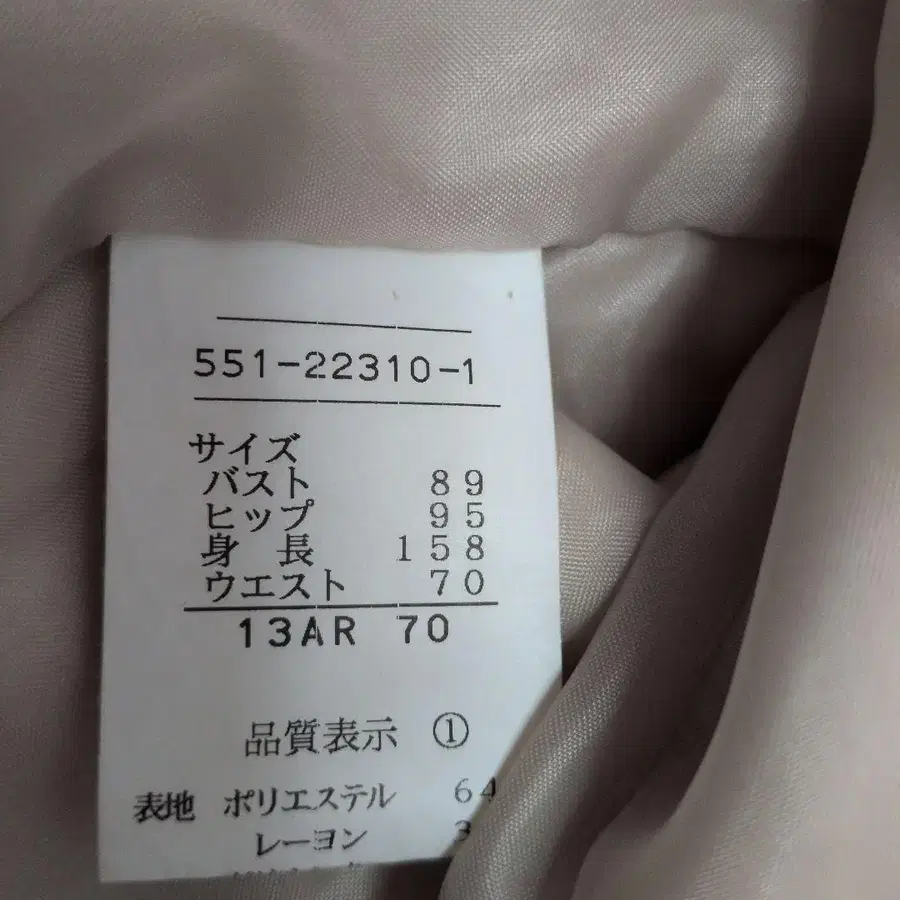 551-22310-1
サイズ
バスト 89
ヒップ 95
身 長 158
ウエスト 70
13AR 70
品質表示 ①
表地 ポリエステル 64
レーヨン 3